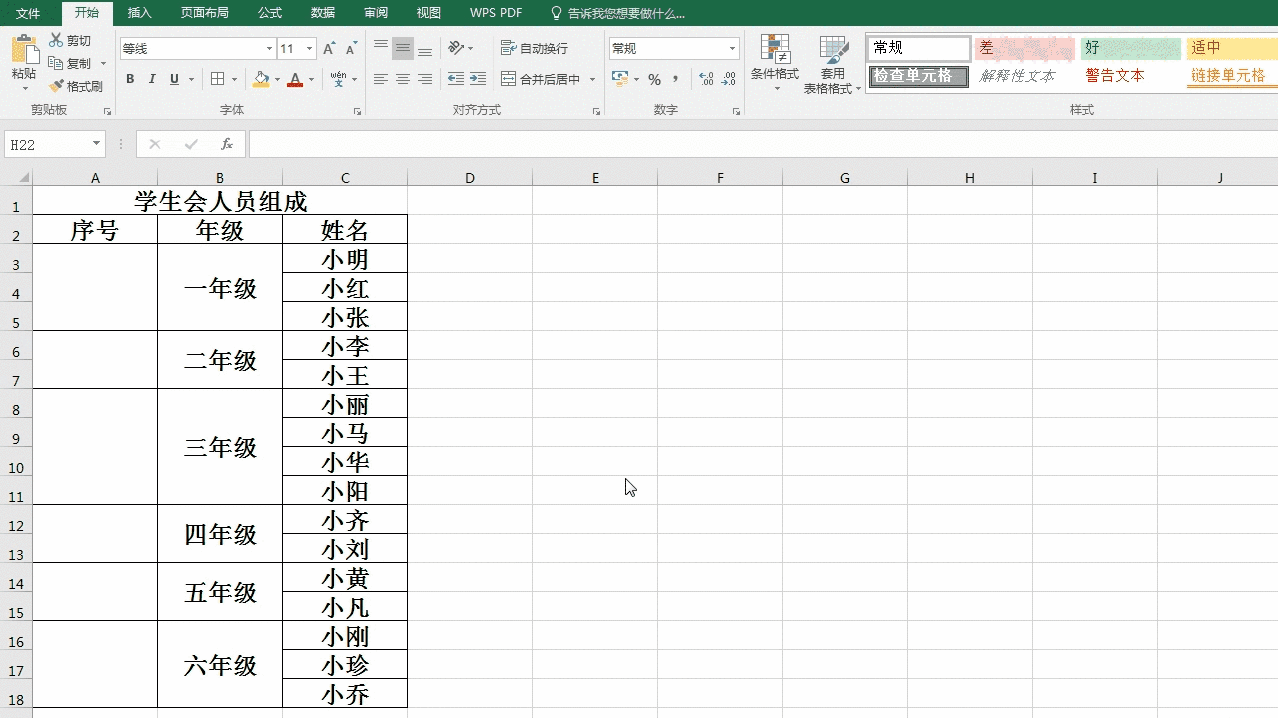 文件 开始 插入 页面布局 公式 数据 审阅 视图 WPS PDF 告诉我您想要做什么...
粘贴 剪切 复制 格式刷
等线 11 A A 自动换行 常规
B I U A wén 合并后居中 % ,
条件格式 套用表格格式
常规 差 好 适中
检查单元格 解释性文本 警告文本 链接单元格
剪贴板 字体 对齐方式 数字 样式
H22 fx
A B C D E F G H I J
1 学生会人员组成
2 序号 年级 姓名
3 小明
4 一年级 小红
5 小张
6 二年级 小李
7 小王
8 小丽
9 三年级 小马
10 小华
11 小阳
12 四年级 小齐
13 小刘
14 五年级 小黄
15 小凡
16 小刚
17 六年级 小珍
18 小乔